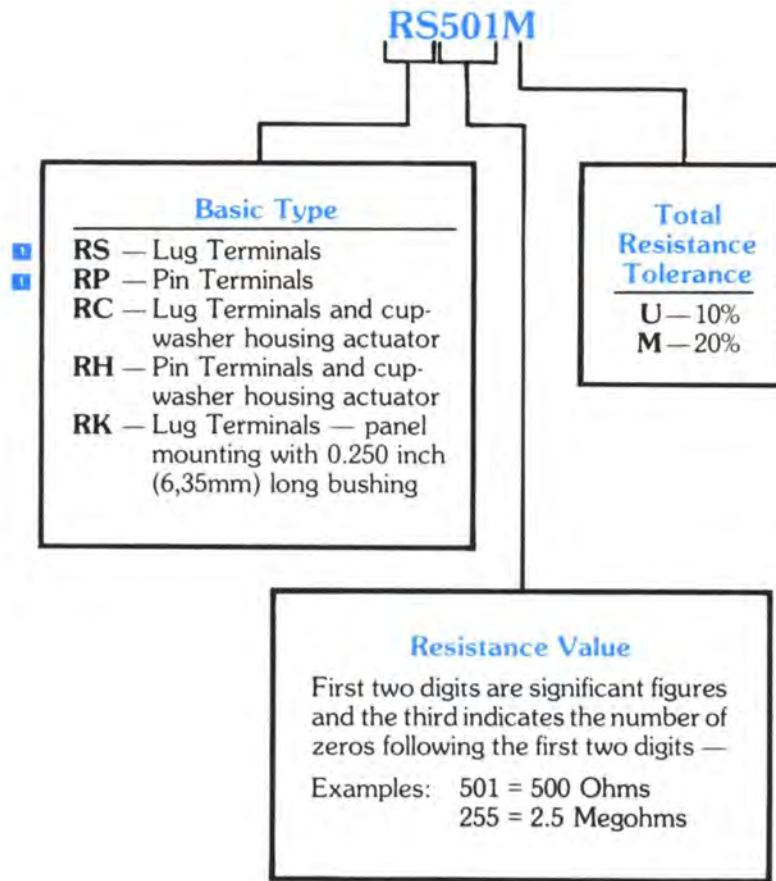 RS501M
Basic Type
1 RS — Lug Terminals
1 RP — Pin Terminals
RC — Lug Terminals and cup-
washer housing actuator
RH — Pin Terminals and cup-
washer housing actuator
RK — Lug Terminals — panel
mounting with 0.250 inch
(6,35mm) long bushing
Total
Resistance
Tolerance
U—10%
M—20%
Resistance Value
First two digits are significant figures
and the third indicates the number of
zeros following the first two digits —
Examples: 501 = 500 Ohms
255 = 2.5 Megohms